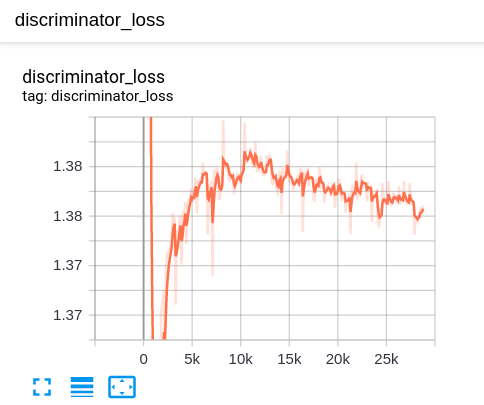 discriminator_loss
discriminator_loss
tag: discriminator_loss
1.38
1.38
1.37
1.37
0 5k 10k 15k 20k 25k